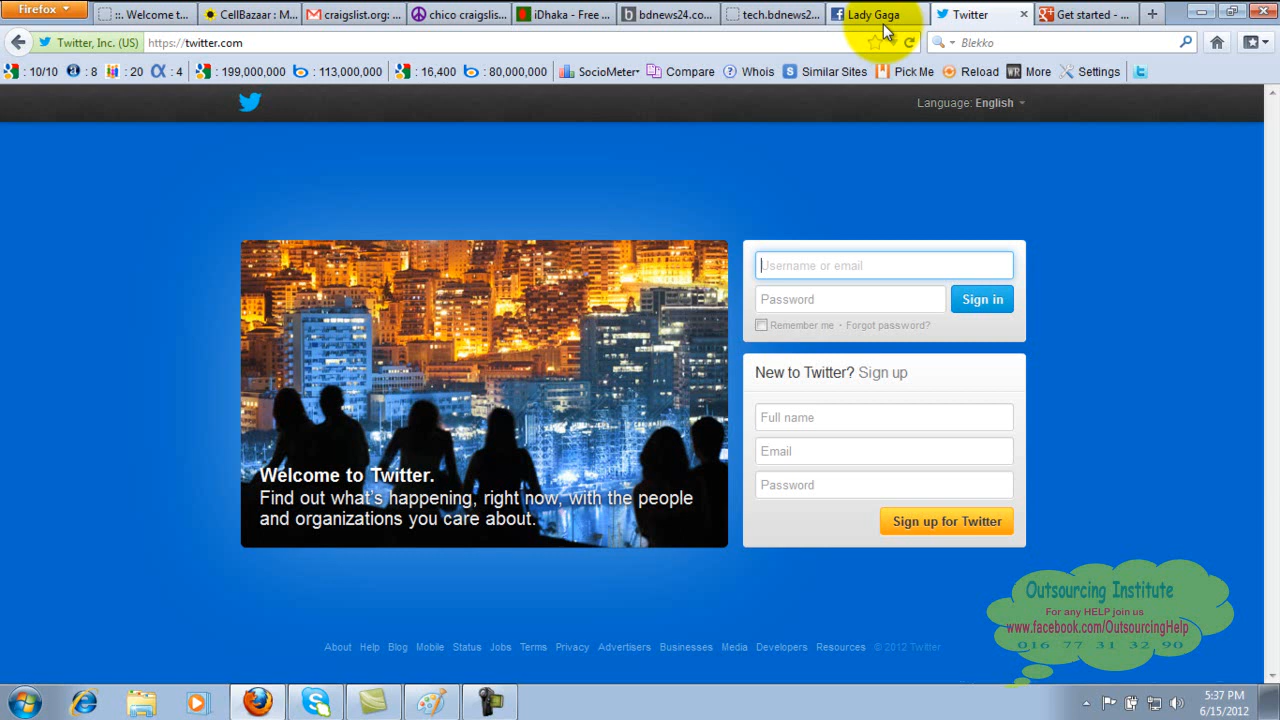 Firefox
::. Welcome t...
CellBazaar : M...
craigslist.org: ...
chico craigslis...
iDhaka - Free ...
bdnews24.co...
tech.bdnews2...
Lady Gaga
Twitter
Get started - ...
Twitter, Inc. (US)
https://twitter.com
Blekko
: 10/10
: 8
: 20
: 4
: 199,000,000
: 113,000,000
: 16,400
: 80,000,000
SocioMeter
Compare
Whois
Similar Sites
Pick Me
Reload
More
Settings
Language: English
Username or email
Password
Sign in
Remember me · Forgot password?
New to Twitter? Sign up
Full name
Email
Password
Sign up for Twitter
Welcome to Twitter.
Find out what's happening, right now, with the people
and organizations you care about.
Outsourcing Institute
For any HELP join us
www.facebook.com/OutsourcingHelp
016 77 31 32 90
About Help Blog Mobile Status Jobs Terms Privacy Advertisers Businesses Media Developers Resources © 2012 Twitter
5:37 PM
6/15/2012